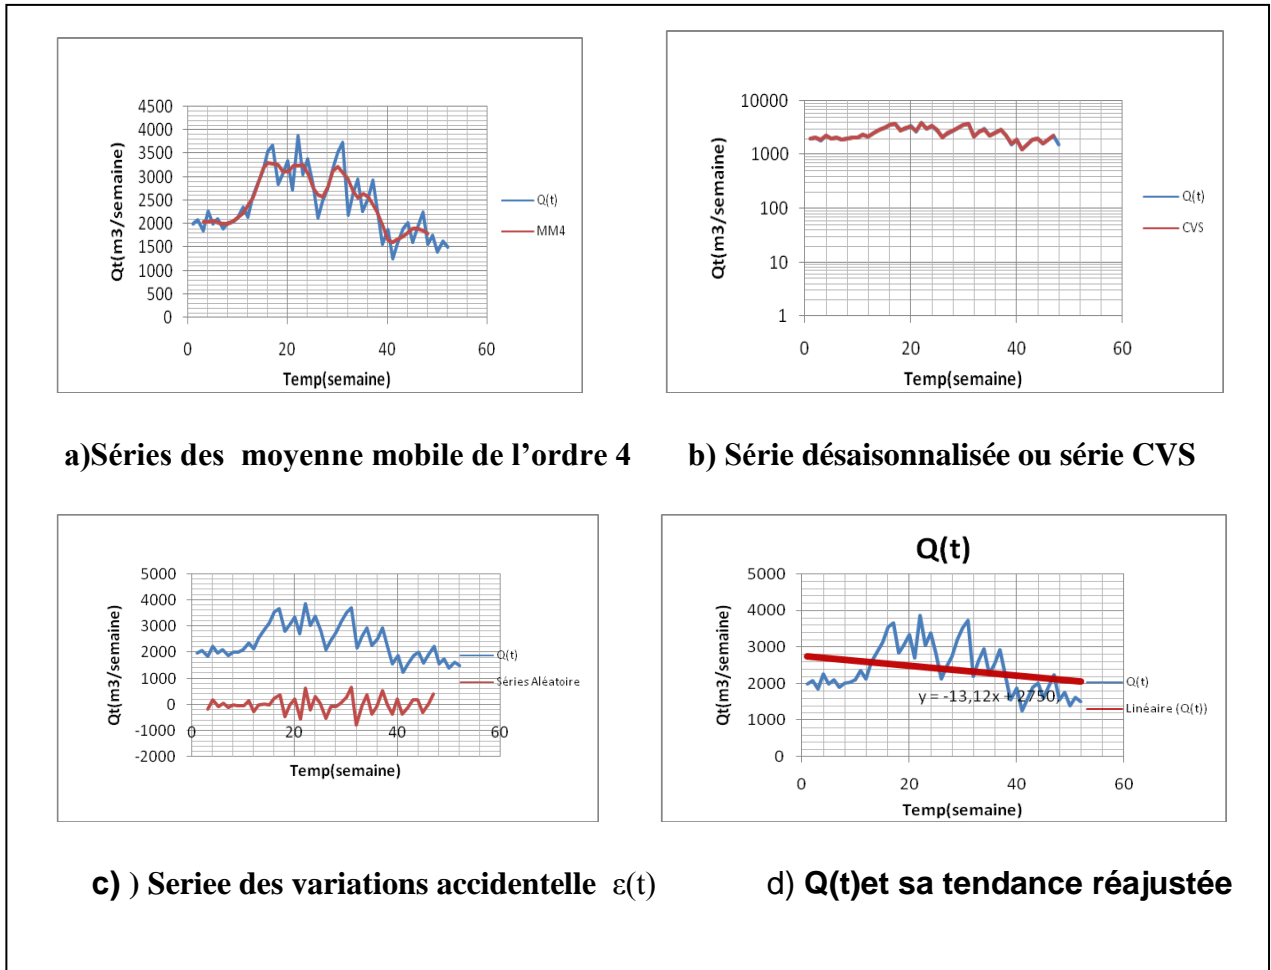 4500
4000
3500
3000
2500
2000
1500
1000
500
0
0 20 40 60
Qt(m3/semaine)
Temp(semaine)
Q(t)
MM4
10000
1000
100
10
1
0 20 40 60
Qt(m3/semaine)
Temp(semaine)
Q(t)
CVS
a)Séries des moyenne mobile de l'ordre 4
b) Série désaisonnalisée ou série CVS
5000
4000
3000
2000
1000
0
-1000
-2000
0 20 40 60
Qt(m3/semaine)
Temp(semaine)
Q(t)
Séries Aléatoire
Q(t)
5000
4000
3000
2000
1000
0
0 20 40 60
Qt(m3/semaine)
Temp(semaine)
y = -13,12x + 2750,
Q(t)
Linéaire (Q(t))
c) ) Seriee des variations accidentelle ε(t)
d) Q(t)et sa tendance réajustée